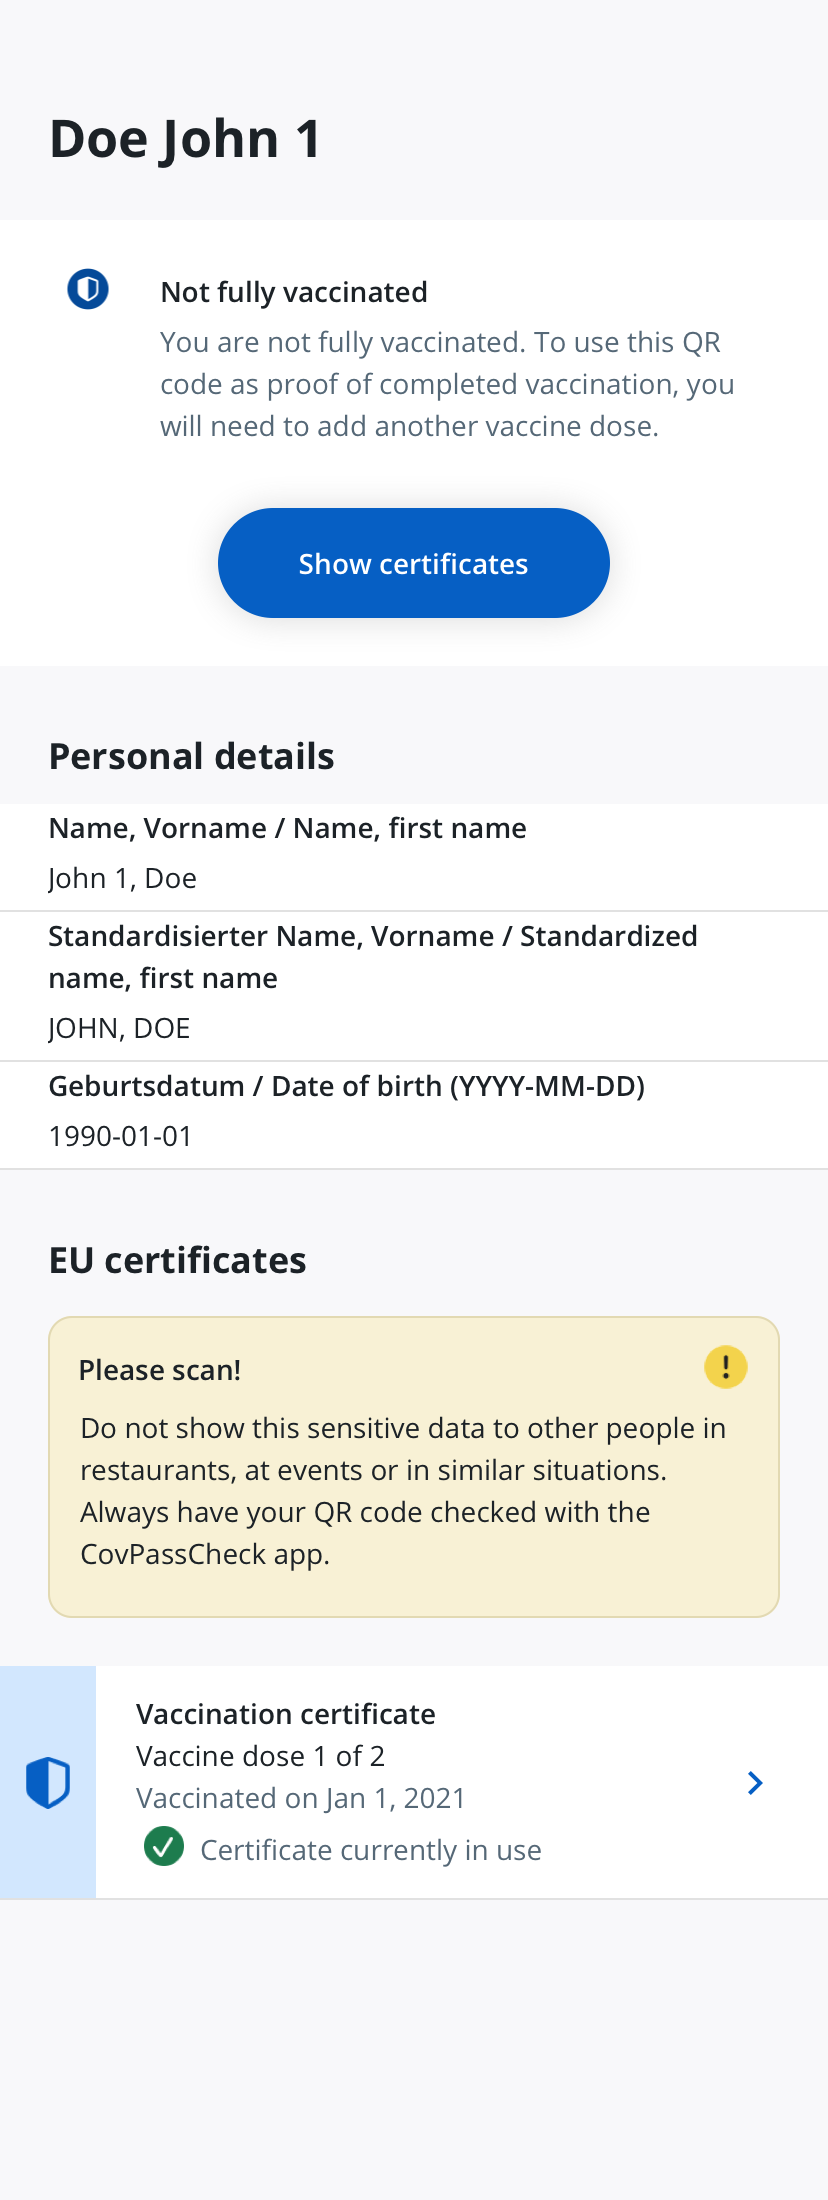 Doe John 1
Not fully vaccinated
You are not fully vaccinated. To use this QR
code as proof of completed vaccination, you
will need to add another vaccine dose.
Show certificates
Personal details
Name, Vorname / Name, first name
John 1, Doe
Standardisierter Name, Vorname / Standardized
name, first name
JOHN, DOE
Geburtsdatum / Date of birth (YYYY-MM-DD)
1990-01-01
EU certificates
Please scan!
Do not show this sensitive data to other people in
restaurants, at events or in similar situations.
Always have your QR code checked with the
CovPassCheck app.
Vaccination certificate
Vaccine dose 1 of 2
Vaccinated on Jan 1, 2021
Certificate currently in use